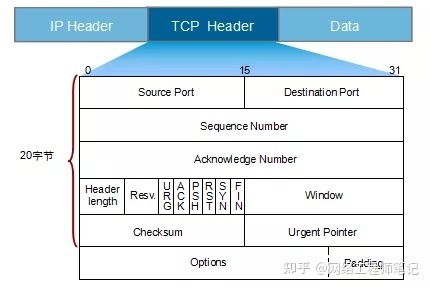 IP Header TCP Header Data
0 15 31
Source Port Destination Port
Sequence Number
20字节
Acknowledge Number
Header length Resv. URG ACK PSH RST SYN FIN Window
Checksum Urgent Pointer
Options Padding
知乎 @网络工程师笔记